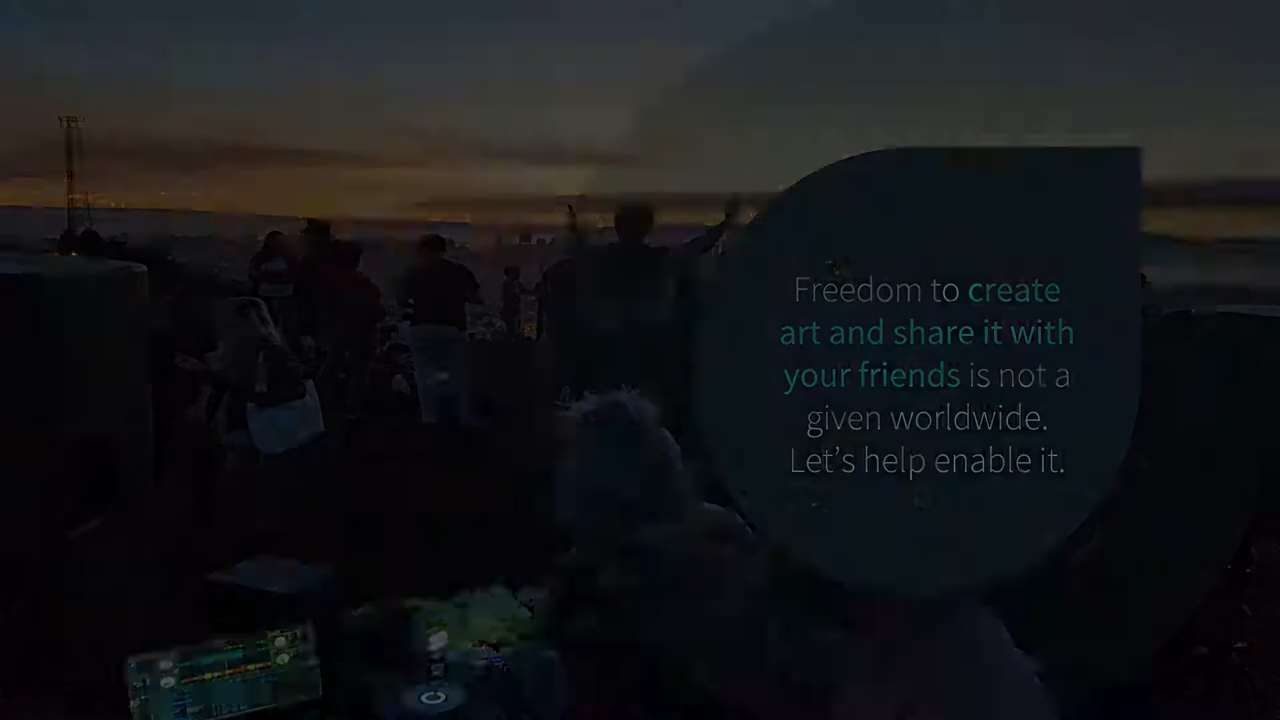 Freedom to create
art and share it with
your friends is not a
given worldwide.
Let’s help enable it.